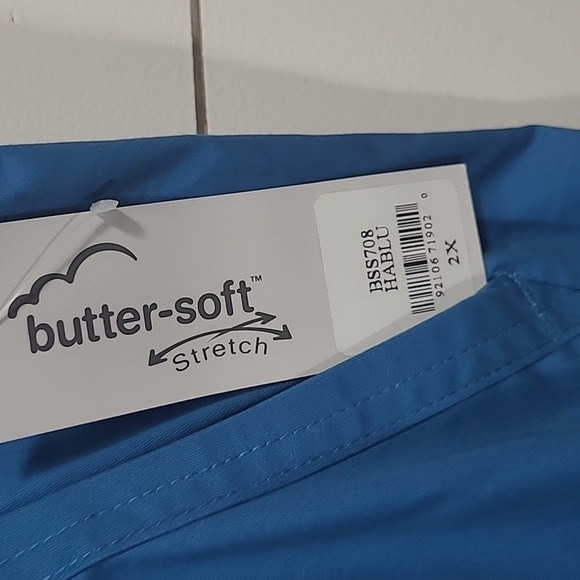 butter-soft™
Stretch
BSS708
HABLU
92106 71902 0
2X